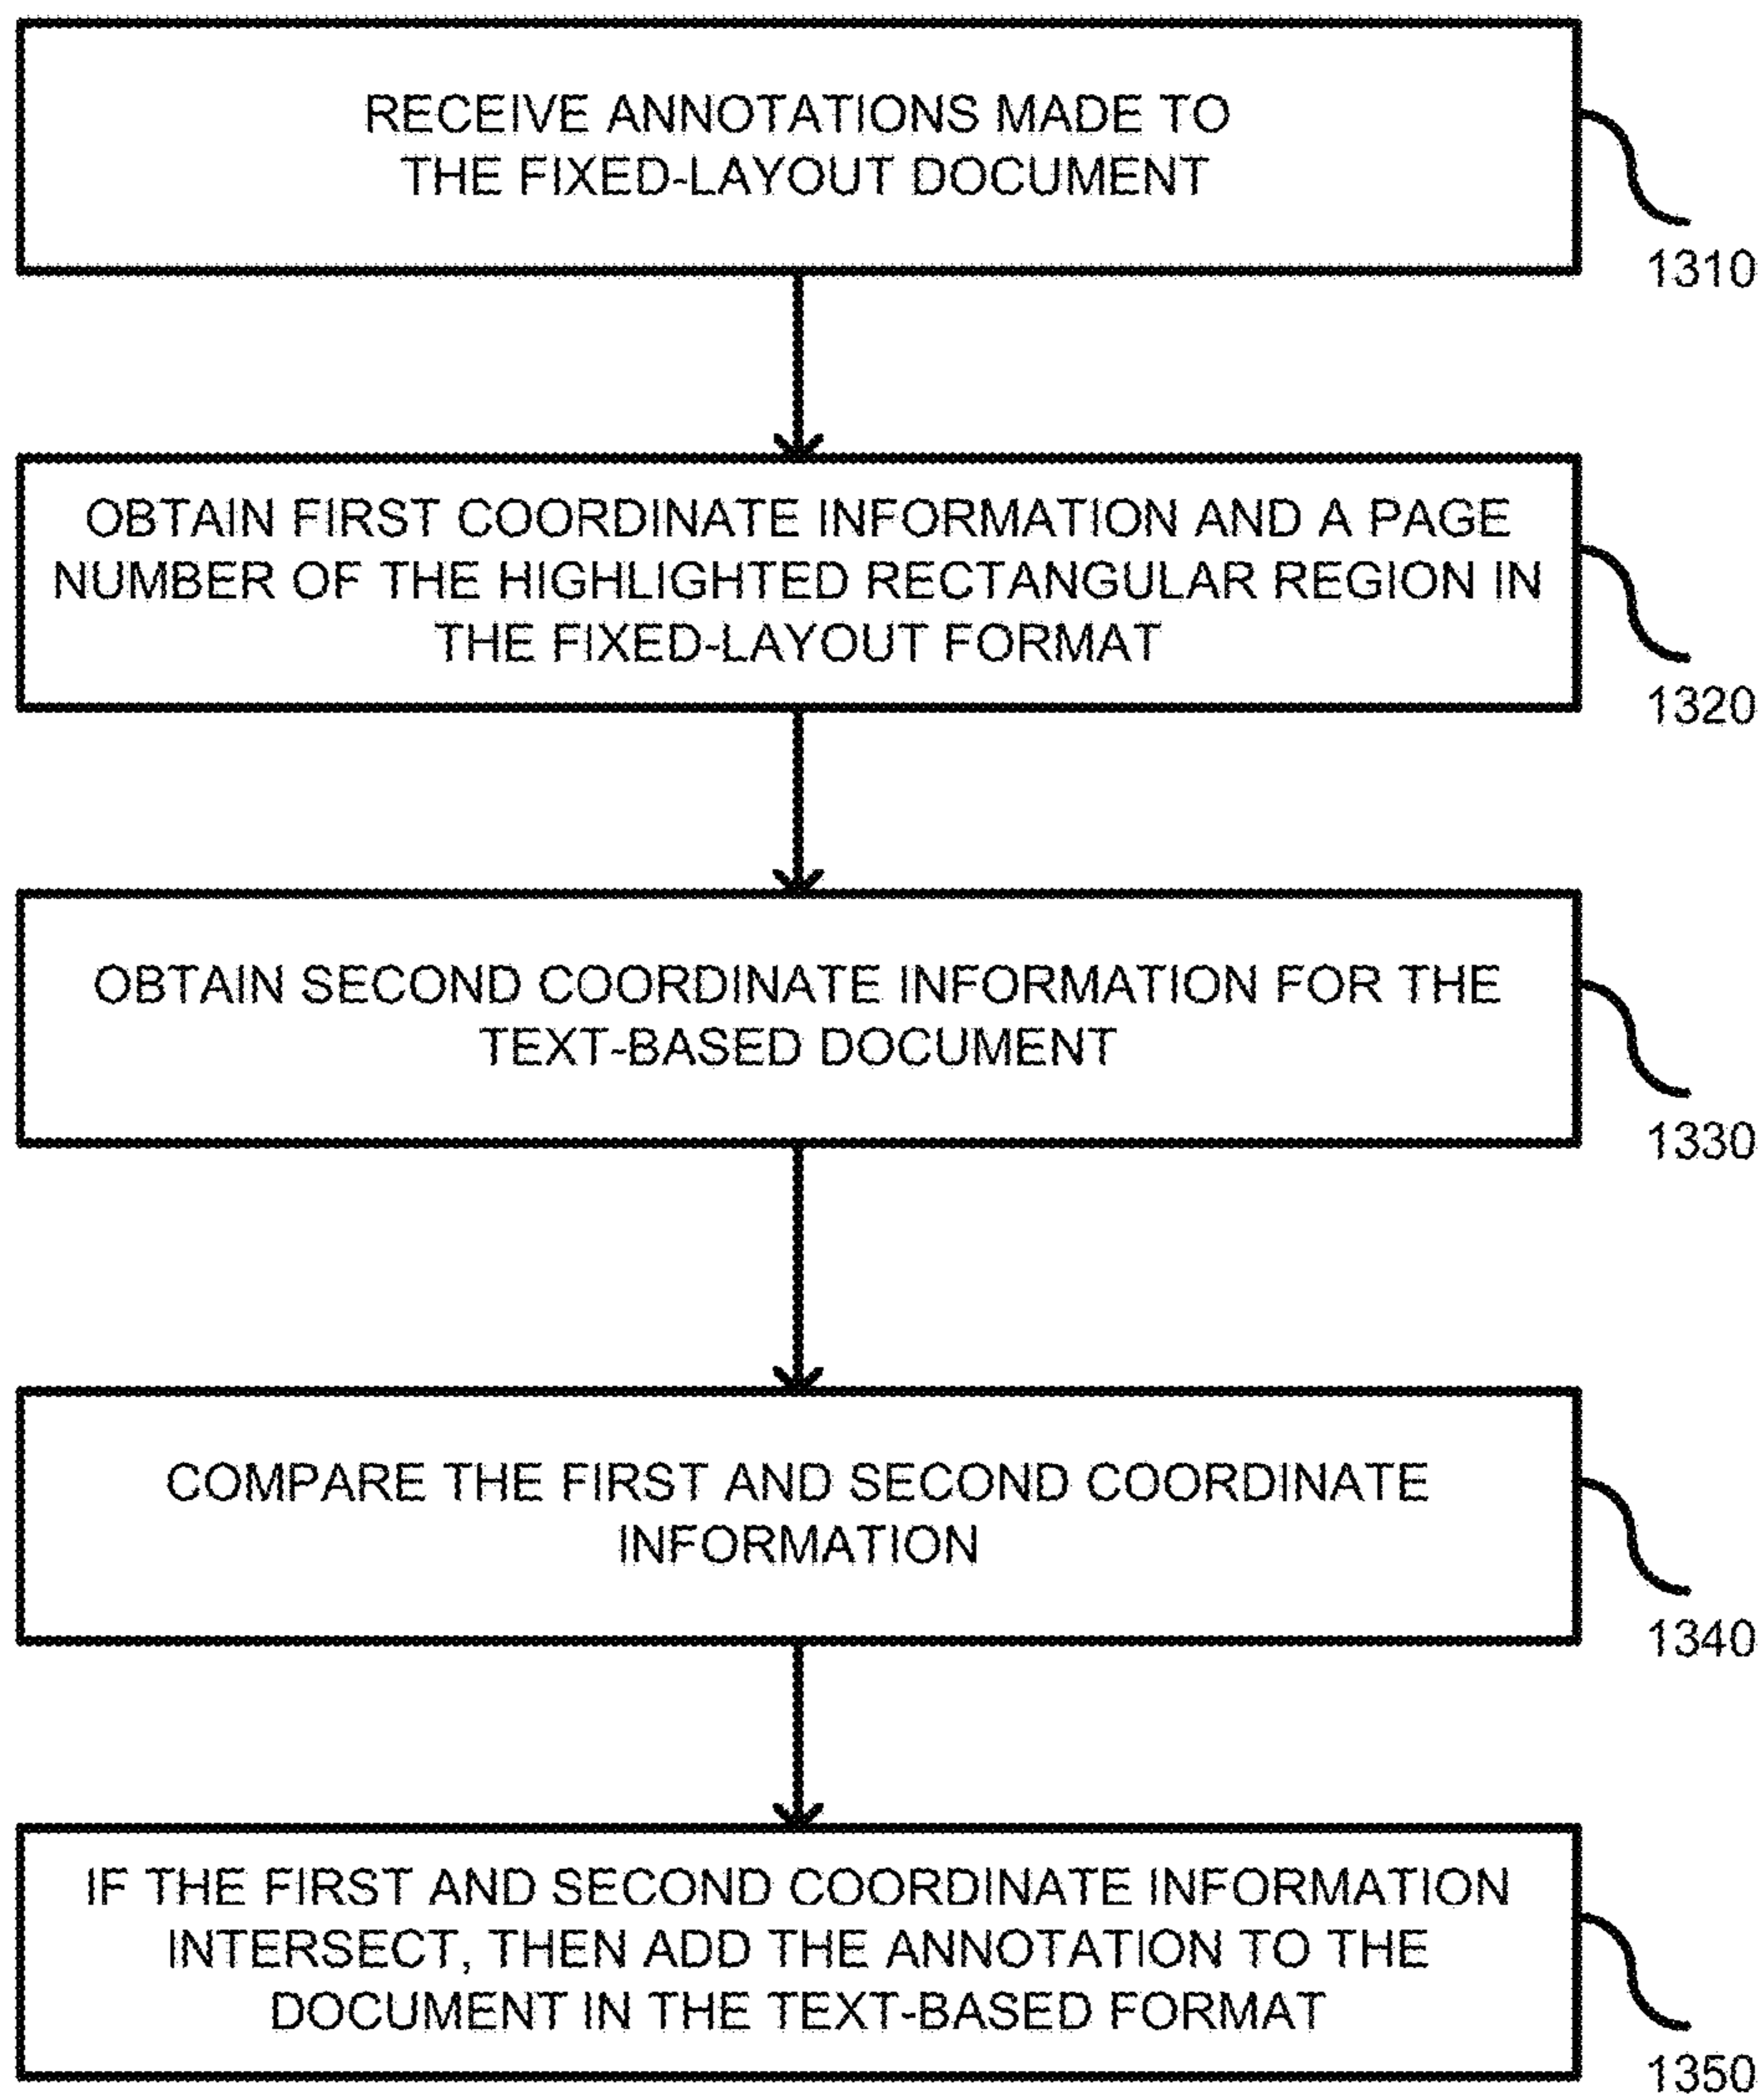 RECEIVE ANNOTATIONS MADE TO
THE FIXED-LAYOUT DOCUMENT
1310
OBTAIN FIRST COORDINATE INFORMATION AND A PAGE
NUMBER OF THE HIGHLIGHTED RECTANGULAR REGION IN
THE FIXED-LAYOUT FORMAT
1320
OBTAIN SECOND COORDINATE INFORMATION FOR THE
TEXT-BASED DOCUMENT
1330
COMPARE THE FIRST AND SECOND COORDINATE
INFORMATION
1340
IF THE FIRST AND SECOND COORDINATE INFORMATION
INTERSECT, THEN ADD THE ANNOTATION TO THE
DOCUMENT IN THE TEXT-BASED FORMAT
1350